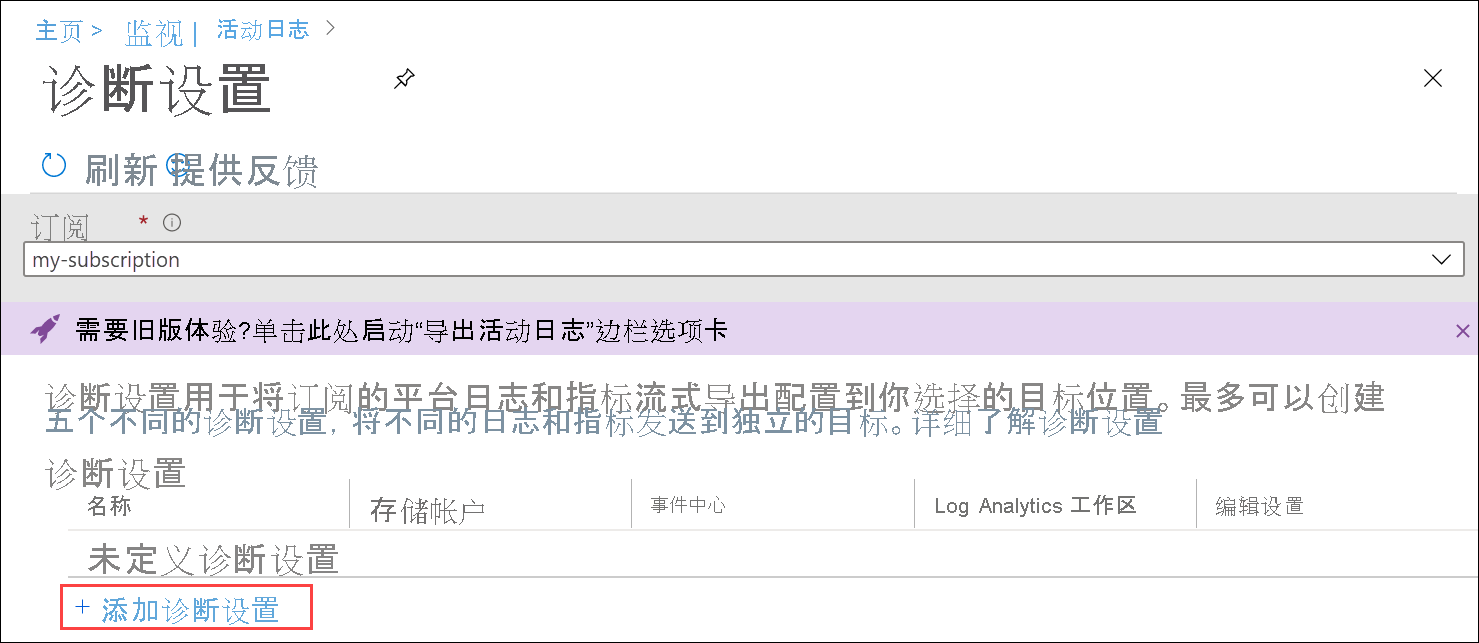 主页 > 监视 | 活动日志 >
诊断设置
刷新 提供反馈
订阅 *
my-subscription
需要旧版体验?单击此处启动“导出活动日志”边栏选项卡
诊断设置用于将订阅的平台日志和指标流式导出配置到你选择的目标位置。最多可以创建
五个不同的诊断设置, 将不同的日志和指标发送到独立的目标。详细了解诊断设置
诊断设置
名称 存储帐户 事件中心 Log Analytics 工作区 编辑设置
未定义诊断设置
+ 添加诊断设置